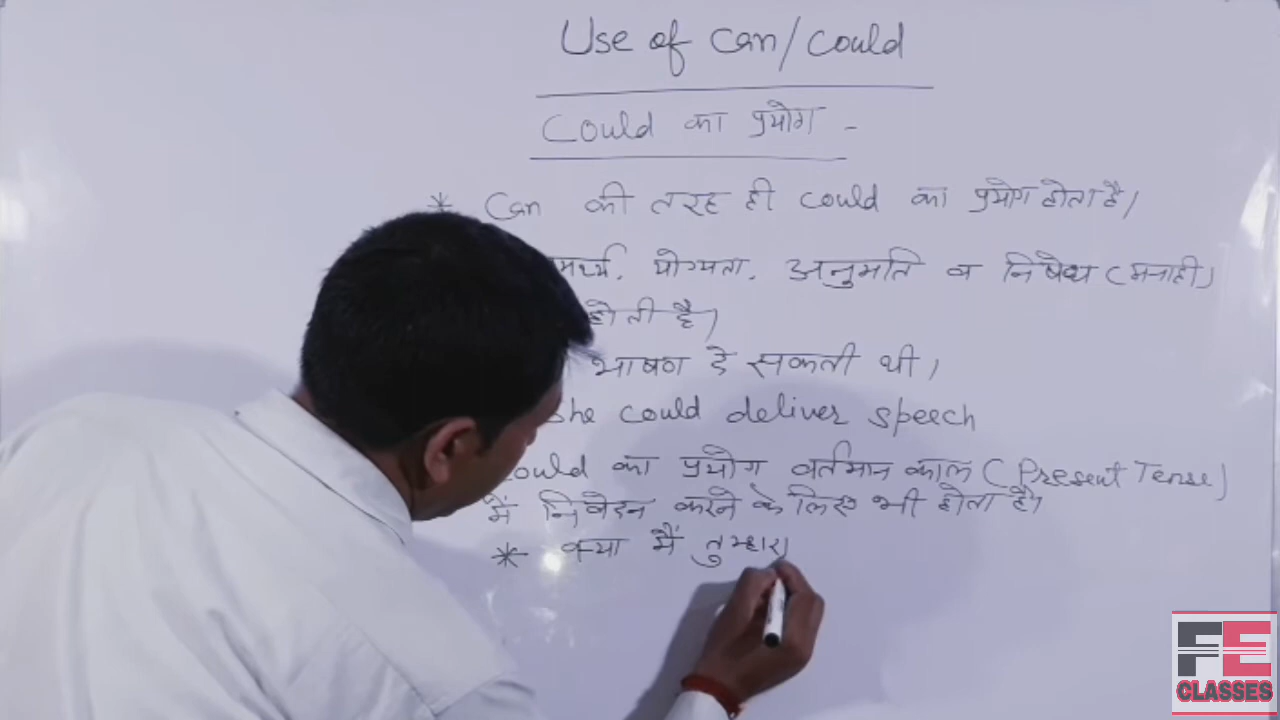 Use of Can/Could
Could का प्रयोग -
* Can की तरह ही Could का प्रयोग होता है।
योग्यता, अनुमति व निषेध (मनाही)
होती है।
भाषण दे सकती थी।
She could deliver speech
Could का प्रयोग वर्तमान काल (Present Tense)
में निवेदन करने के लिए भी होता है।
* क्या मैं तुम्हारा
FE
CLASSES